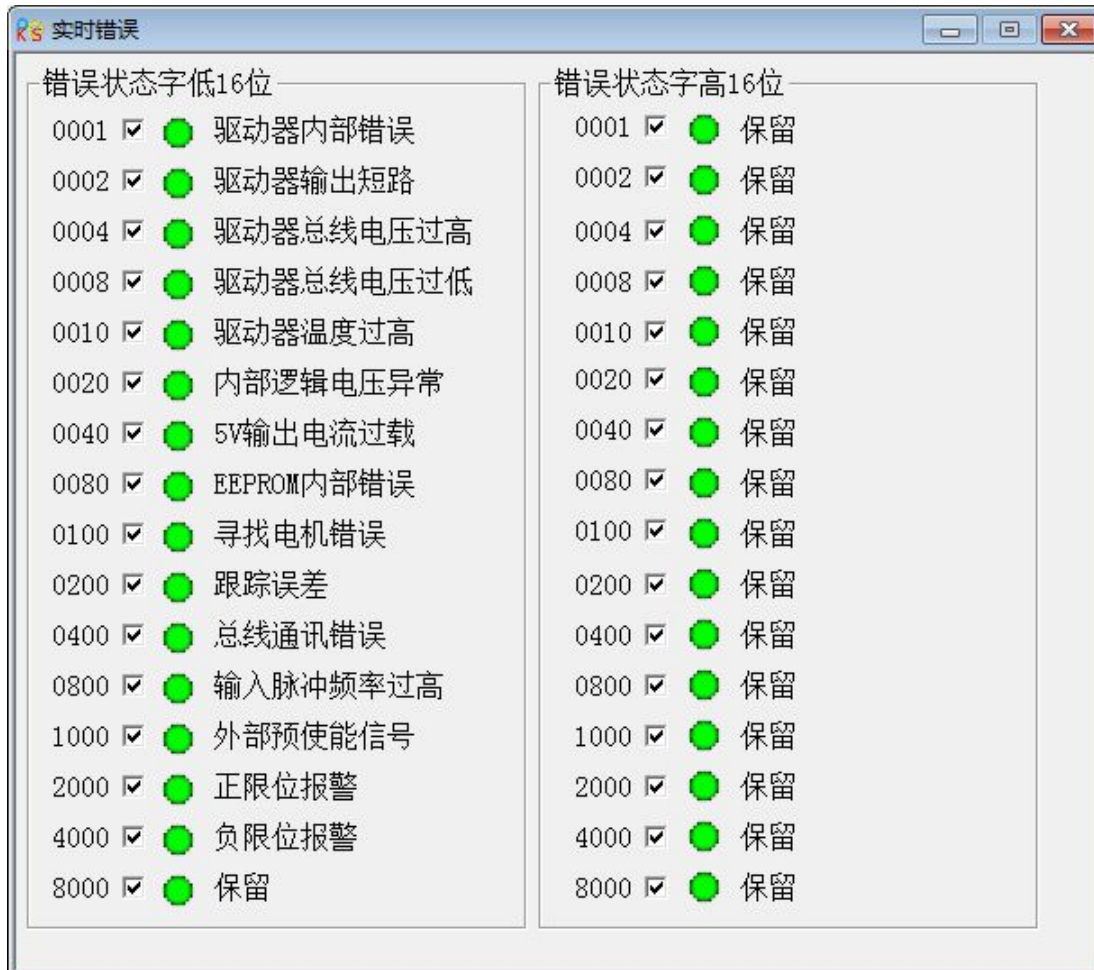 实时错误
错误状态字低16位
0001 驱动器内部错误
0002 驱动器输出短路
0004 驱动器总线电压过高
0008 驱动器总线电压过低
0010 驱动器温度过高
0020 内部逻辑电压异常
0040 5V输出电流过载
0080 EEPROM内部错误
0100 寻找电机错误
0200 跟踪误差
0400 总线通讯错误
0800 输入脉冲频率过高
1000 外部预使能信号
2000 正限位报警
4000 负限位报警
8000 保留
错误状态字高16位
0001 保留
0002 保留
0004 保留
0008 保留
0010 保留
0020 保留
0040 保留
0080 保留
0100 保留
0200 保留
0400 保留
0800 保留
1000 保留
2000 保留
4000 保留
8000 保留